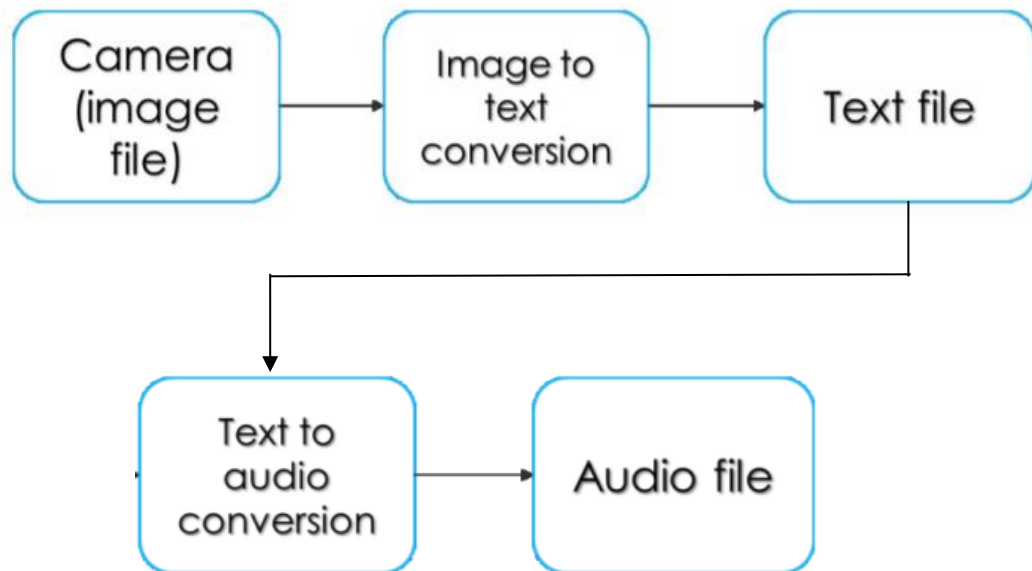 Camera
(image
file)
Image to
text
conversion
Text file
Text to
audio
conversion
Audio file